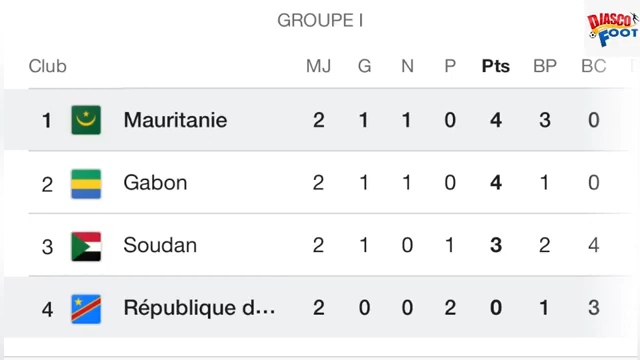 GROUPE I
DJASCO
FOOT
Club MJ G N P Pts BP BC
1 Mauritanie 2 1 1 0 4 3 0
2 Gabon 2 1 1 0 4 1 0
3 Soudan 2 1 0 1 3 2 4
4 République d... 2 0 0 2 0 1 3